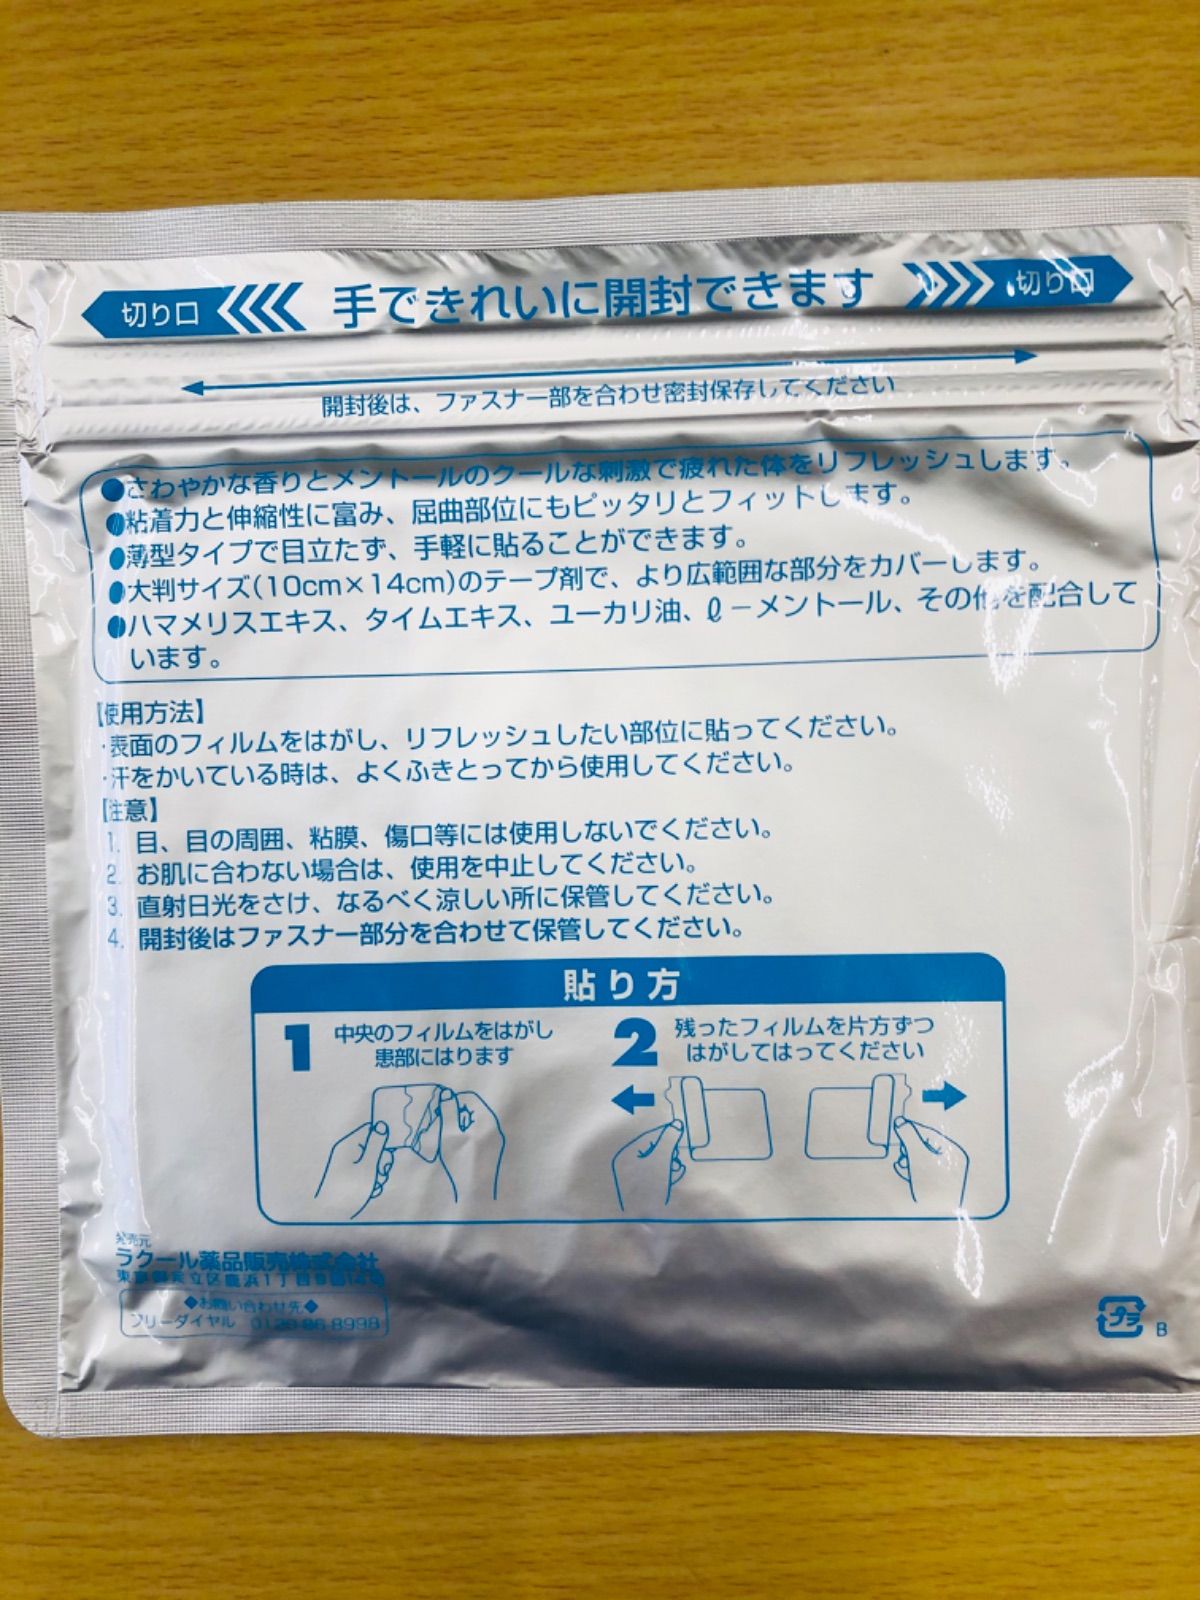 切り口 手できれいに開封できます 切り口
開封後は、ファスナー部を合わせ密封保存してください
●さわやかな香りとメントールのクールな刺激で疲れた体をリフレッシュします。
●粘着力と伸縮性に富み、屈曲部位にもピッタリとフィットします。
●薄型タイプで目立たず、手軽に貼ることができます。
●大判サイズ(10cm×14cm)のテープ剤で、より広範囲な部分をカバーします。
●ハマメリスエキス、タイムエキス、ユーカリ油、ℓ－メントール、その他を配合して
います。
【使用方法】
・表面のフィルムをはがし、リフレッシュしたい部位に貼ってください。
・汗をかいている時は、よくふきとってから使用してください。
【注意】
1. 目、目の周囲、粘膜、傷口等には使用しないでください。
2. お肌に合わない場合は、使用を中止してください。
3. 直射日光をさけ、なるべく涼しい所に保管してください。
4. 開封後はファスナー部分を合わせて保管してください。
貼り方
1 中央のフィルムをはがし
患部にはります
2 残ったフィルムを片方ずつ
はがしてはってください
発売元
ラクール薬品販売株式会社
東京都足立区鹿浜1丁目9番14号
◆お問い合わせ先◆
フリーダイヤル 0120-86-8998
プラ B